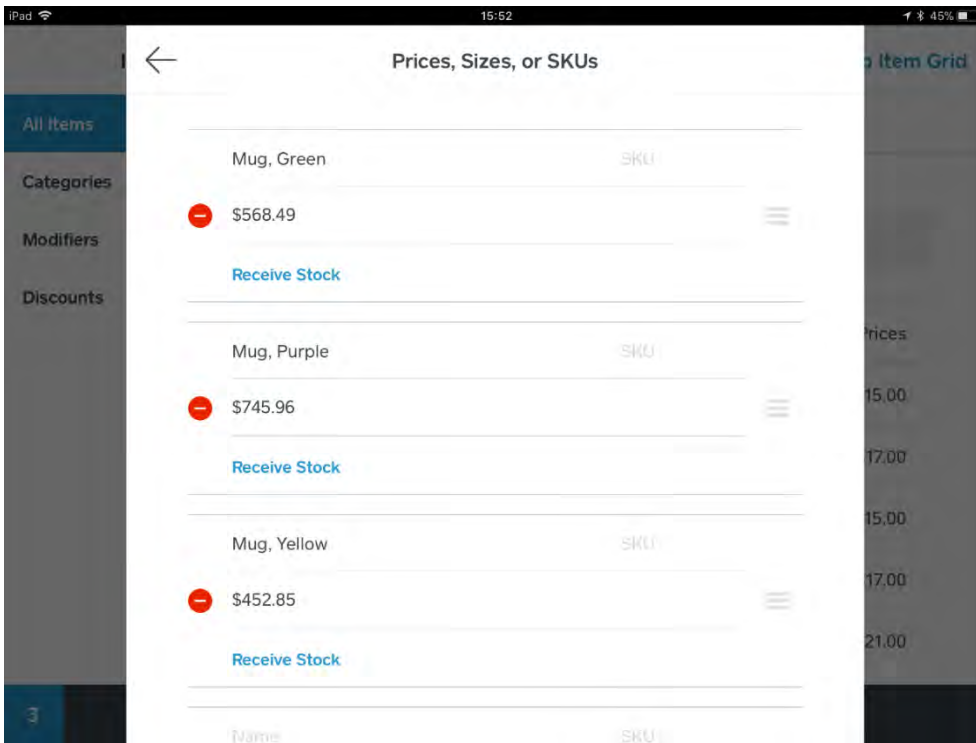 iPad 15:52 45%
Prices, Sizes, or SKUs
Item Grid
All Items
Categories
Modifiers
Discounts
Mug, Green SKU
$568.49
Receive Stock
Mug, Purple SKU
$745.96
Receive Stock
Mug, Yellow SKU
$452.85
Receive Stock
Name SKU
Prices
15.00
17.00
15.00
17.00
21.00
3